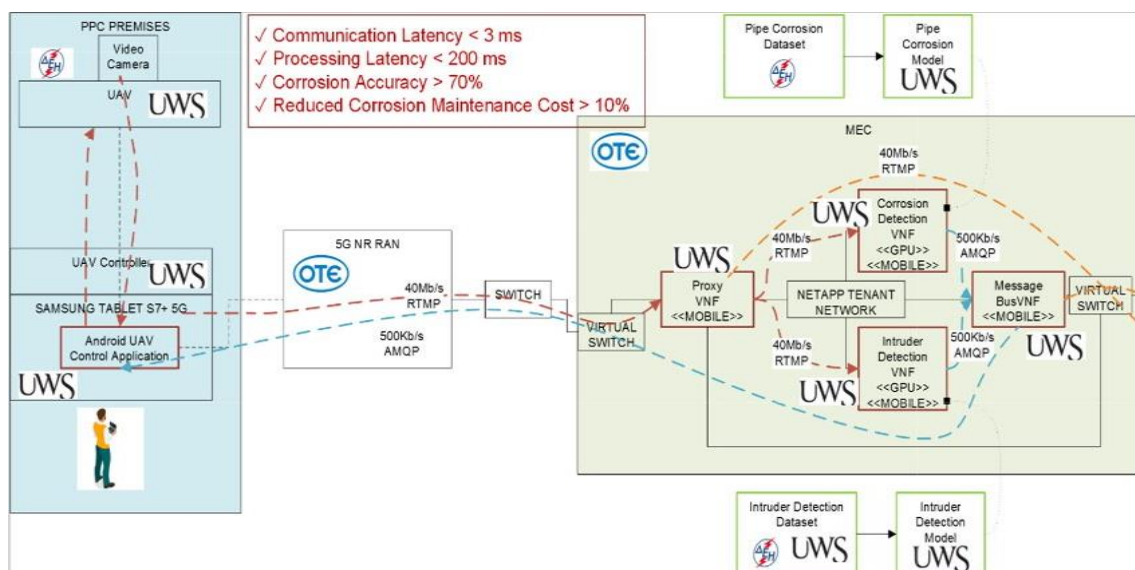 PPC PREMISES
Video
Camera
UAV
UWS
ΔEH
✓ Communication Latency < 3 ms
✓ Processing Latency < 200 ms
✓ Corrosion Accuracy > 70%
✓ Reduced Corrosion Maintenance Cost > 10%
Pipe Corrosion
Dataset
ΔEH
Pipe
Corrosion
Model
UWS
UAV Controller
UWS
SAMSUNG TABLET S7+ 5G
Android UAV
Control Application
UWS
5G NR RAN
OTE
40Mb/s
RTMP
500Kb/s
AMQP
SWITCH
MEC
OTE
VIRTUAL
SWITCH
UWS
Proxy
VNF
<<MOBILE>>
40Mb/s
RTMP
40Mb/s
RTMP
40Mb/s
RTMP
UWS
Corrosion
Detection
VNF
<<GPU>>
<<MOBILE>>
500Kb/s
AMQP
NETAPP TENANT
NETWORK
Message
BusVNF
<<MOBILE>>
UWS
VIRTUAL
SWITCH
UWS
Intruder
Detection
VNF
<<GPU>>
<<MOBILE>>
500Kb/s
AMQP
Intruder Detection
Dataset
ΔEH
UWS
Intruder
Detection
Model
UWS